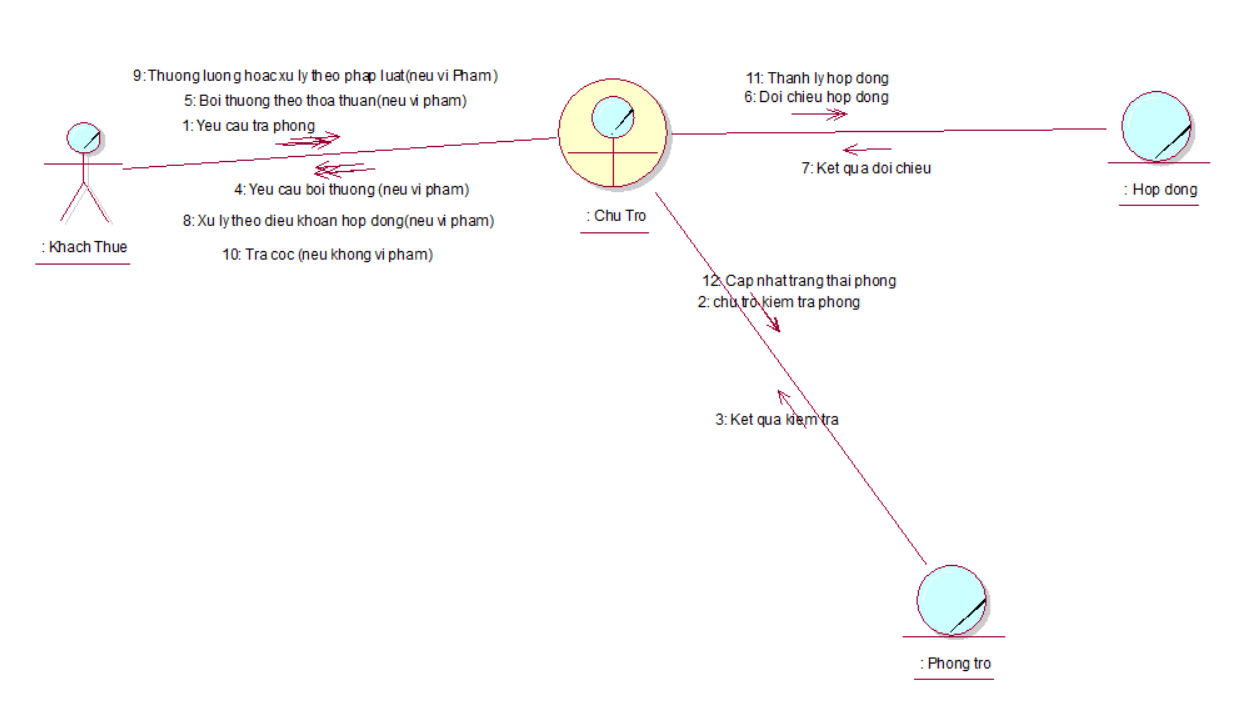 9: Thuong luong hoac xu ly theo phap luat(neu vi Pham)
5: Boi thuong theo thoa thuan(neu vi pham)
1: Yeu cau tra phong
4: Yeu cau boi thuong (neu vi pham)
8: Xu ly theo dieu khoan hop dong(neu vi pham)
10: Tra coc (neu khong vi pham)
: Khach Thue
: Chu Tro
11: Thanh ly hop dong
6: Doi chieu hop dong
7: Ket qua doi chieu
: Hop dong
12: Cap nhat trang thai phong
2: chu trò kiem tra phong
3: Ket qua kiem tra
: Phong tro